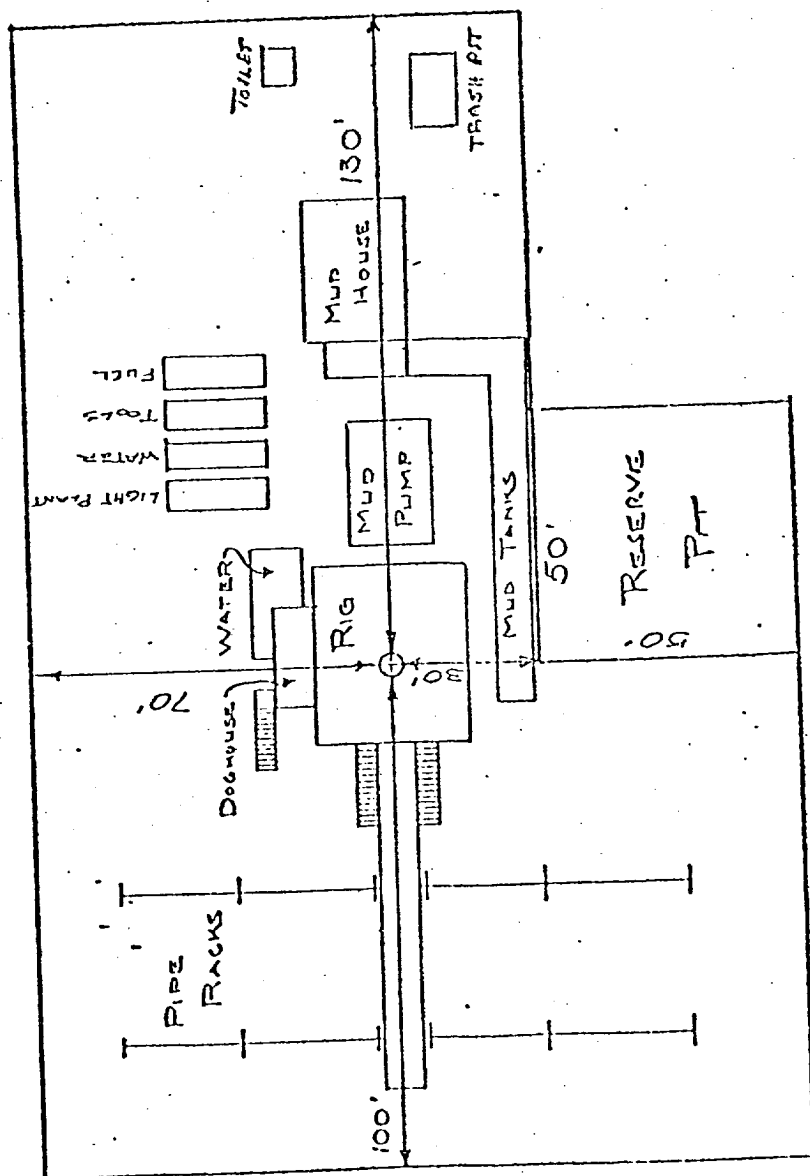 TOILET
130'
TRASH PIT
MUD
HOUSE
FUEL
TOOLS
WATER
LIGHT PLANT
MUD
PUMP
MUD TANKS
50'
RESERVE
PIT
50'
WATER
RIG
30'
70'
DOGHOUSE
PIPE
RACKS
100'